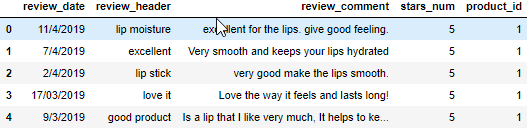 review_date review_header review_comment stars_num product_id
0 11/4/2019 lip moisture excellent for the lips. give good feeling. 5 1
1 7/4/2019 excellent Very smooth and keeps your lips hydrated 5 1
2 2/4/2019 lip stick very good make the lips smooth. 5 1
3 17/03/2019 love it Love the way it feels and lasts long! 5 1
4 9/3/2019 good product Is a lip that I like very much, It helps to ke... 5 1